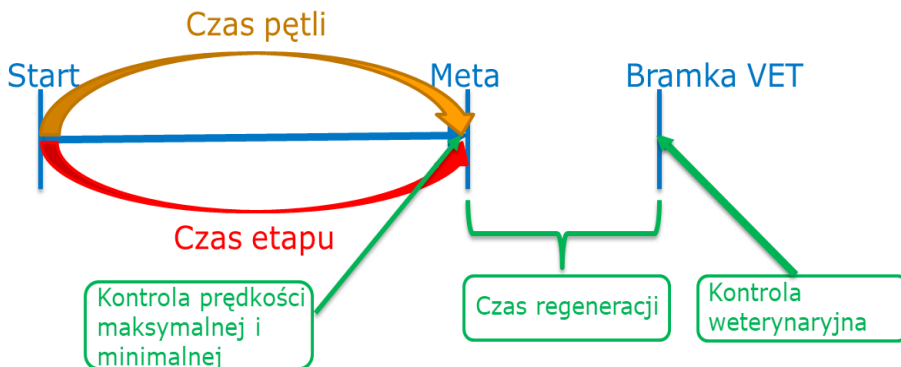 Czas pętli
Start
Meta
Bramka VET
Czas etapu
Kontrola prędkości
maksymalnej i
minimalnej
Czas regeneracji
Kontrola
weterynaryjna